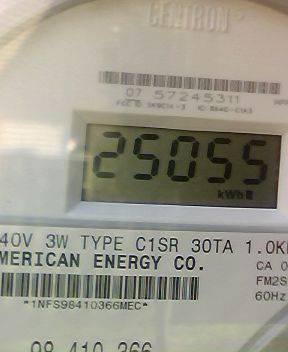 CENTRON®
07 57245311
25055
kWh
40V 3W TYPE C1SR 30TA 1.0
MERICAN ENERGY CO.
CA 0
FM2S
60Hz
*1NFS98410366MEC*
98 410 366